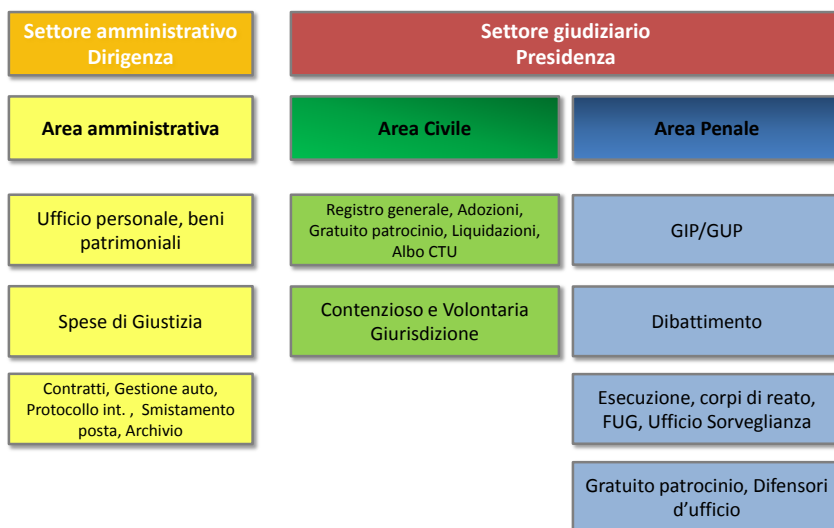 Settore amministrativo
Dirigenza
Settore giudiziario
Presidenza
Area amministrativa
Area Civile
Area Penale
Ufficio personale, beni
patrimoniali
Registro generale, Adozioni,
Gratuito patrocinio, Liquidazioni,
Albo CTU
GIP/GUP
Spese di Giustizia
Contenzioso e Volontaria
Giurisdizione
Dibattimento
Contratti, Gestione auto,
Protocollo int. , Smistamento
posta, Archivio
Esecuzione, corpi di reato,
FUG, Ufficio Sorveglianza
Gratuito patrocinio, Difensori
d’ufficio